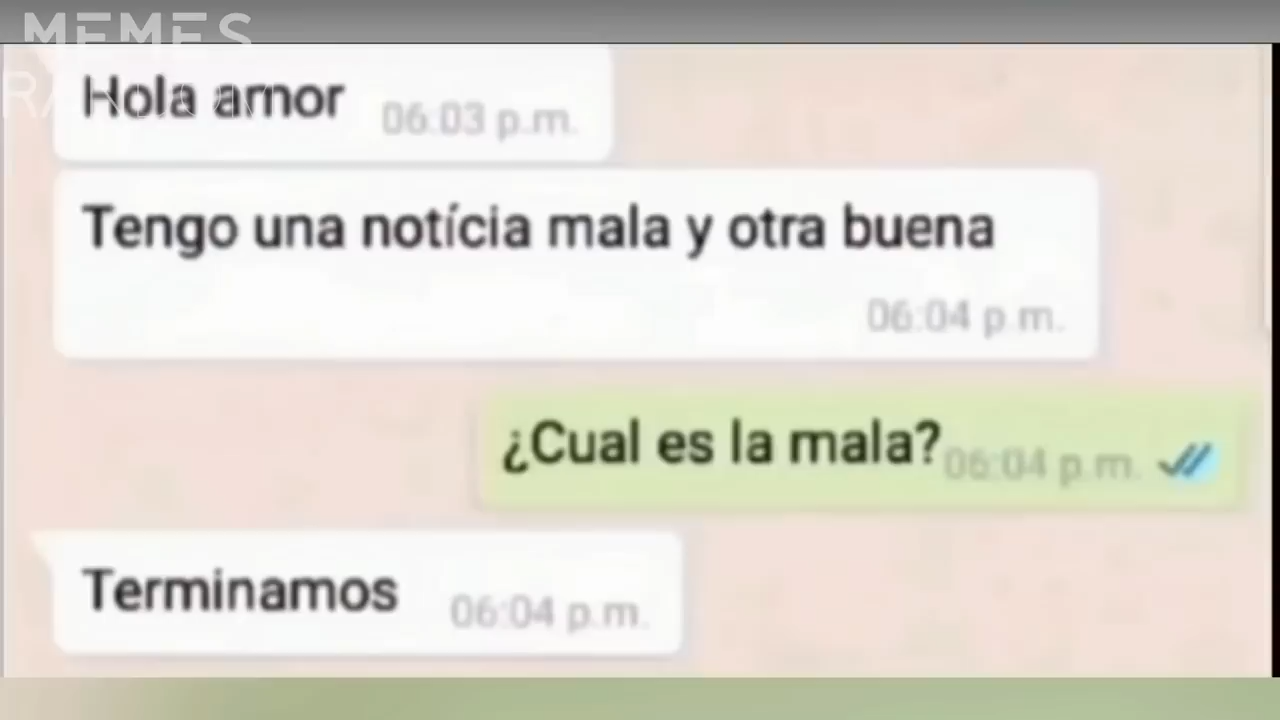 MEMES
RANDOM
Hola amor
06:03 p.m.
Tengo una notícia mala y otra buena
06:04 p.m.
¿Cual es la mala?
06:04 p.m.
Terminamos
06:04 p.m.